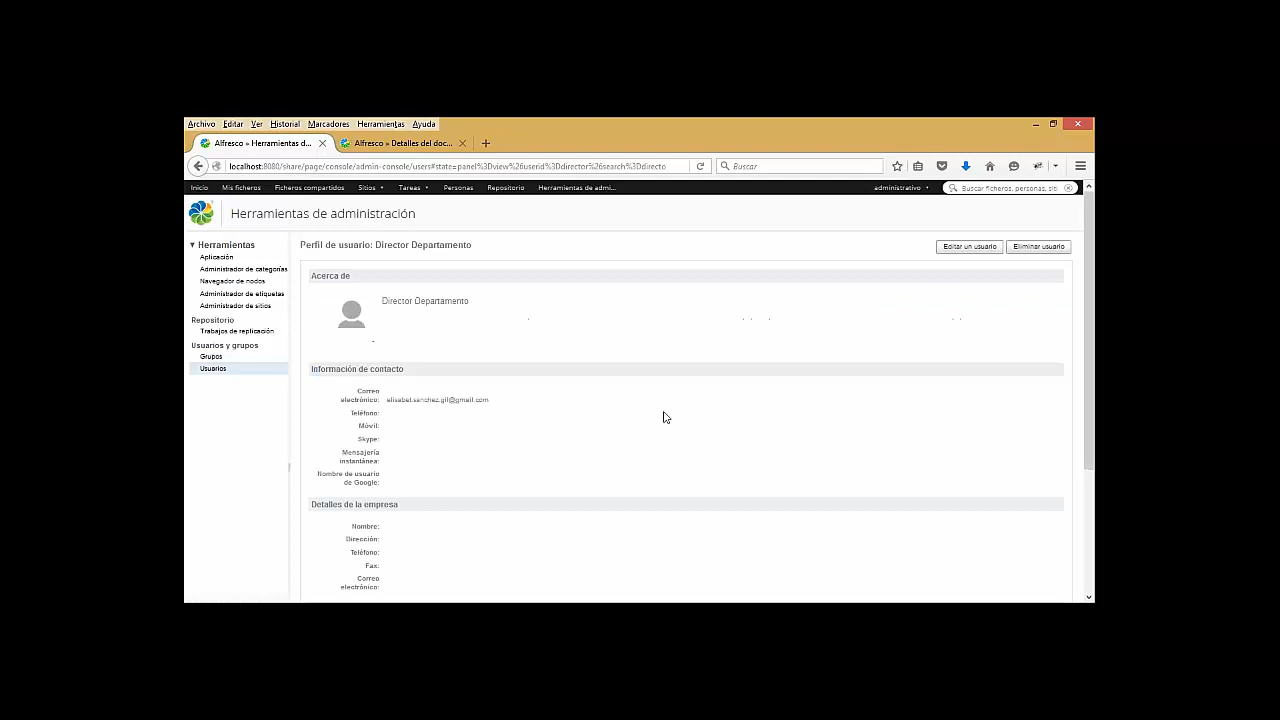 Archivo Editar Ver Historial Marcadores Herramientas Ayuda
Alfresco » Herramientas d... Alfresco » Detalles del doc...
localhost:8080/share/page/console/admin-console/users#state=panel%3Dview%26userid%3Ddirector%26search%3Ddirecto Buscar
Inicio Mis ficheros Ficheros compartidos Sitios Tareas Personas Repositorio Herramientas de admi... administrativo Buscar ficheros, personas, siti
Herramientas de administración
Herramientas
Aplicación
Administrador de categorías
Navegador de nodos
Administrador de etiquetas
Administrador de sitios
Repositorio
Trabajos de replicación
Usuarios y grupos
Grupos
Usuarios
Perfil de usuario: Director Departamento
Editar un usuario Eliminar usuario
Acerca de
Director Departamento
Información de contacto
Correo
electrónico: elisabet.sanchez.gil@gmail.com
Teléfono:
Móvil:
Skype:
Mensajería
instantánea:
Nombre de usuario
de Google:
Detalles de la empresa
Nombre:
Dirección:
Teléfono:
Fax:
Correo
electrónico: